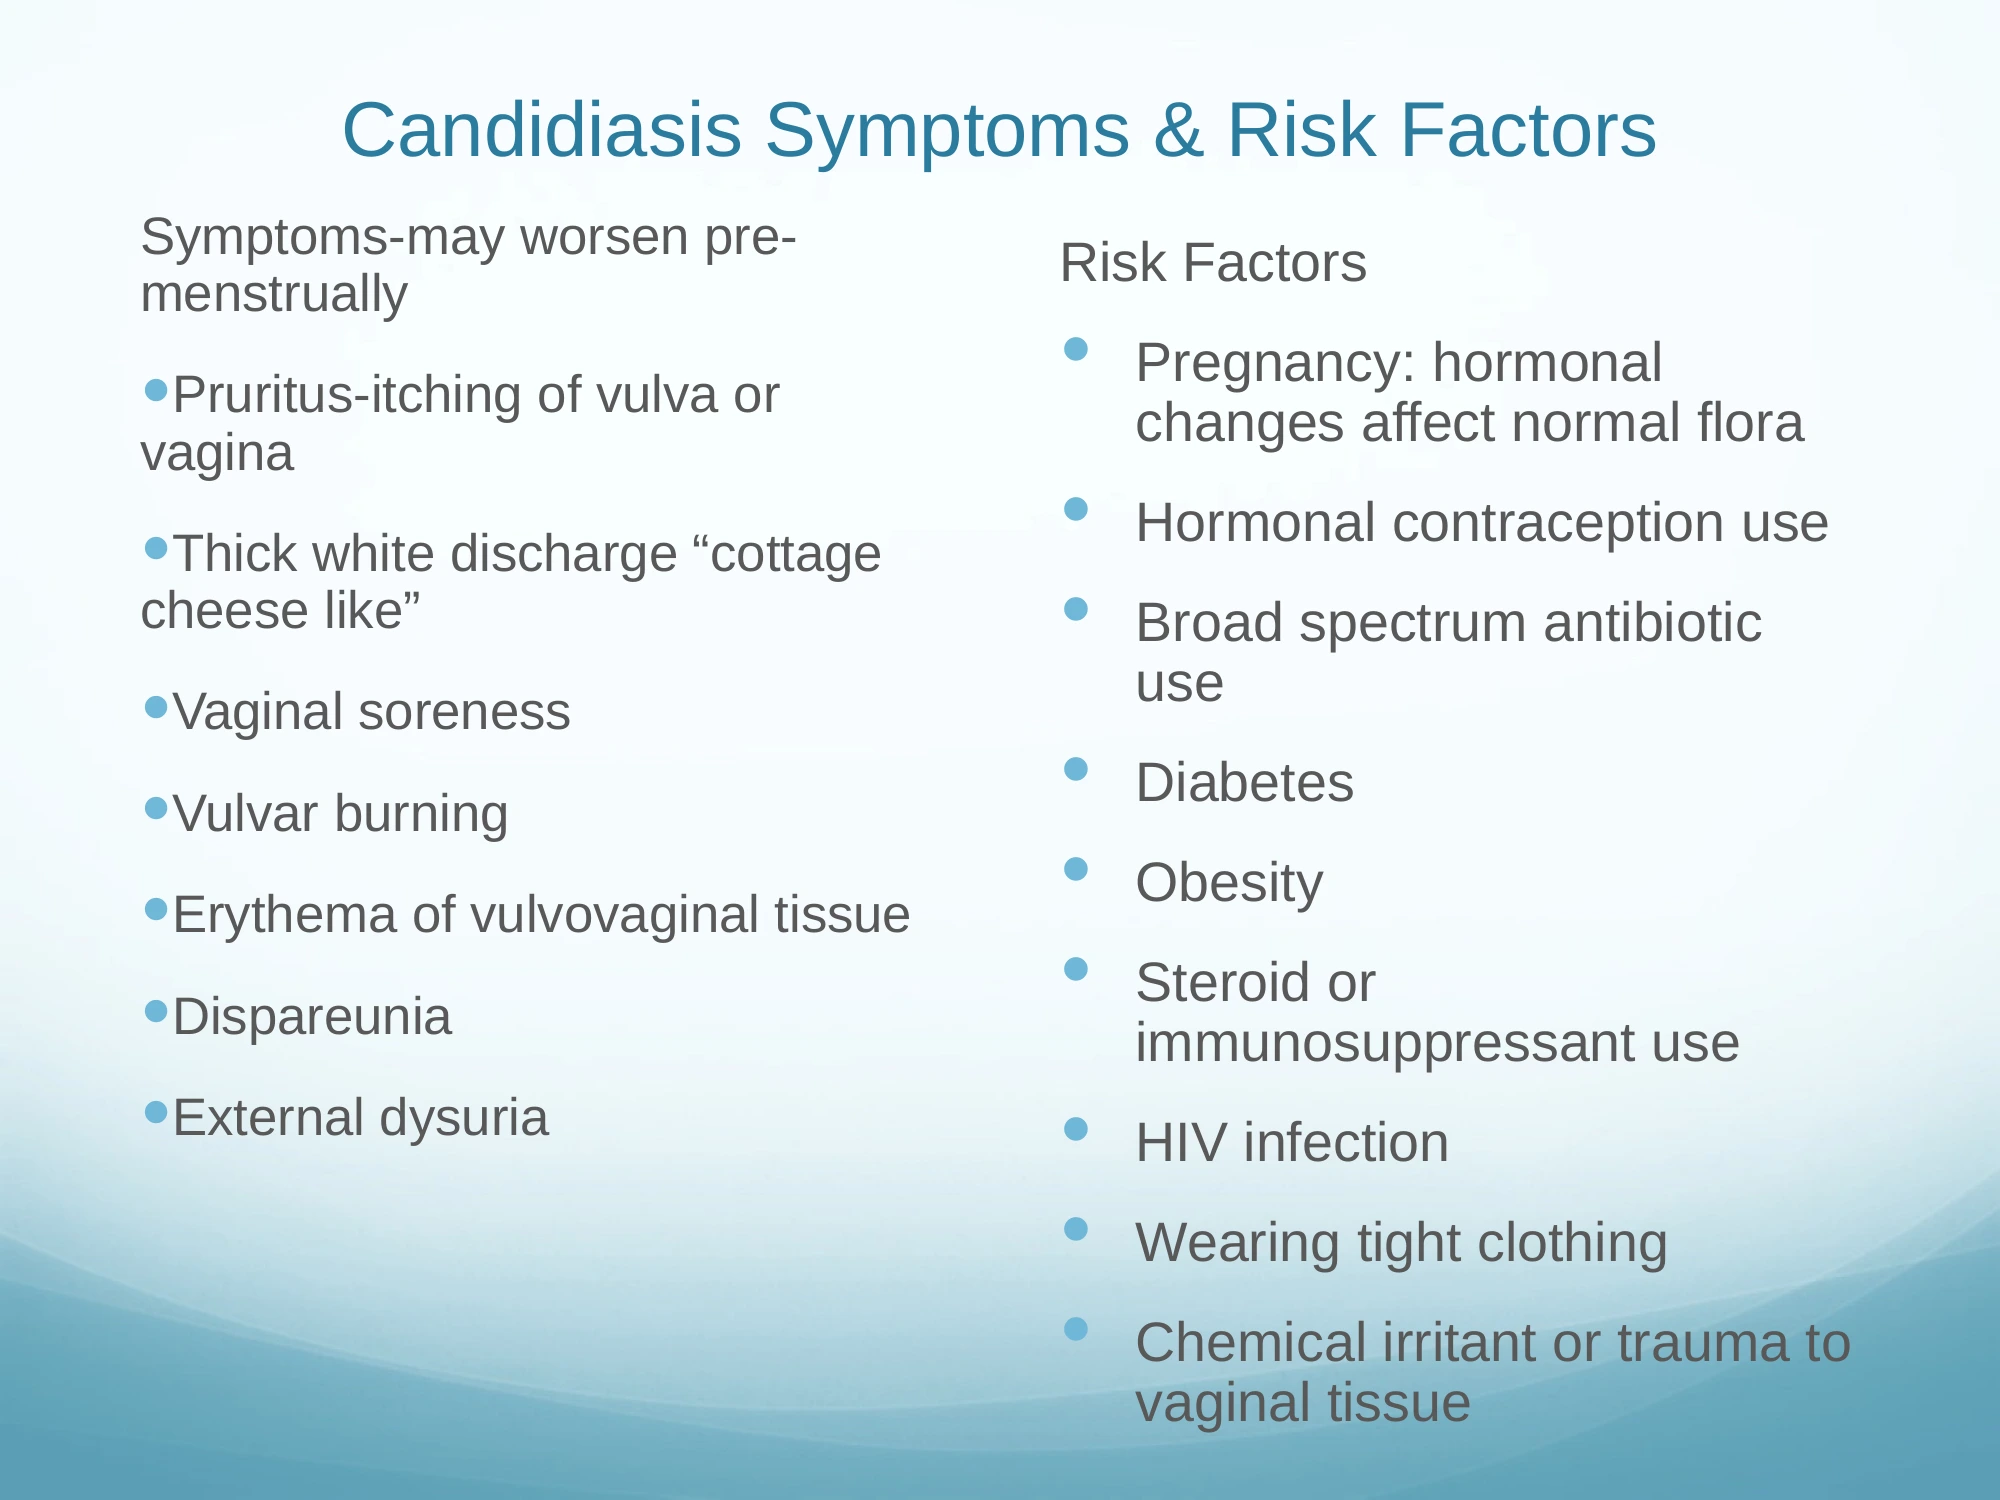 Candidiasis Symptoms & Risk Factors
Symptoms-may worsen pre-
menstrually
•Pruritus-itching of vulva or
vagina
•Thick white discharge “cottage
cheese like”
•Vaginal soreness
•Vulvar burning
•Erythema of vulvovaginal tissue
•Dispareunia
•External dysuria
Risk Factors
• Pregnancy: hormonal
changes affect normal flora
• Hormonal contraception use
• Broad spectrum antibiotic
use
• Diabetes
• Obesity
• Steroid or
immunosuppressant use
• HIV infection
• Wearing tight clothing
• Chemical irritant or trauma to
vaginal tissue